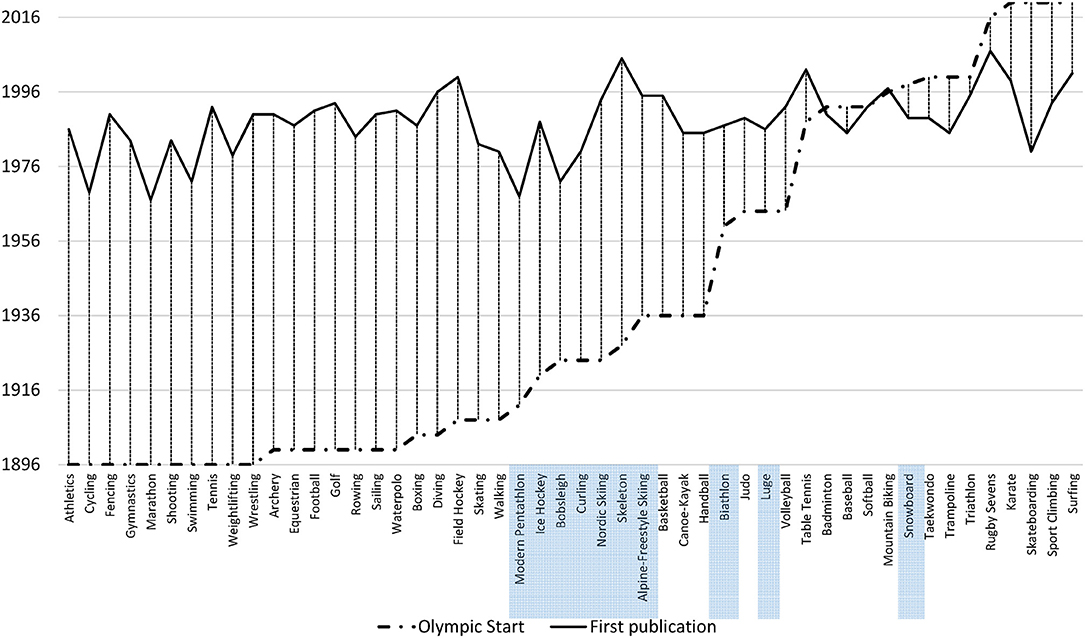 2016
1996
1976
1956
1936
1916
1896
Athletics
Cycling
Fencing
Gymnastics
Marathon
Shooting
Swimming
Tennis
Weightlifting
Wrestling
Archery
Equestrian
Football
Golf
Rowing
Sailing
Waterpolo
Boxing
Diving
Field Hockey
Skating
Walking
Modern Pentathlon
Ice Hockey
Bobsleigh
Curling
Nordic Skiing
Skeleton
Alpine-Freestyle Skiing
Basketball
Canoe-Kayak
Handball
Biathlon
Judo
Luge
Volleyball
Table Tennis
Badminton
Baseball
Softball
Mountain Biking
Snowboard
Taekwondo
Trampoline
Triathlon
Rugby Sevens
Karate
Skateboarding
Sport Climbing
Surfing
Olympic Start
First publication